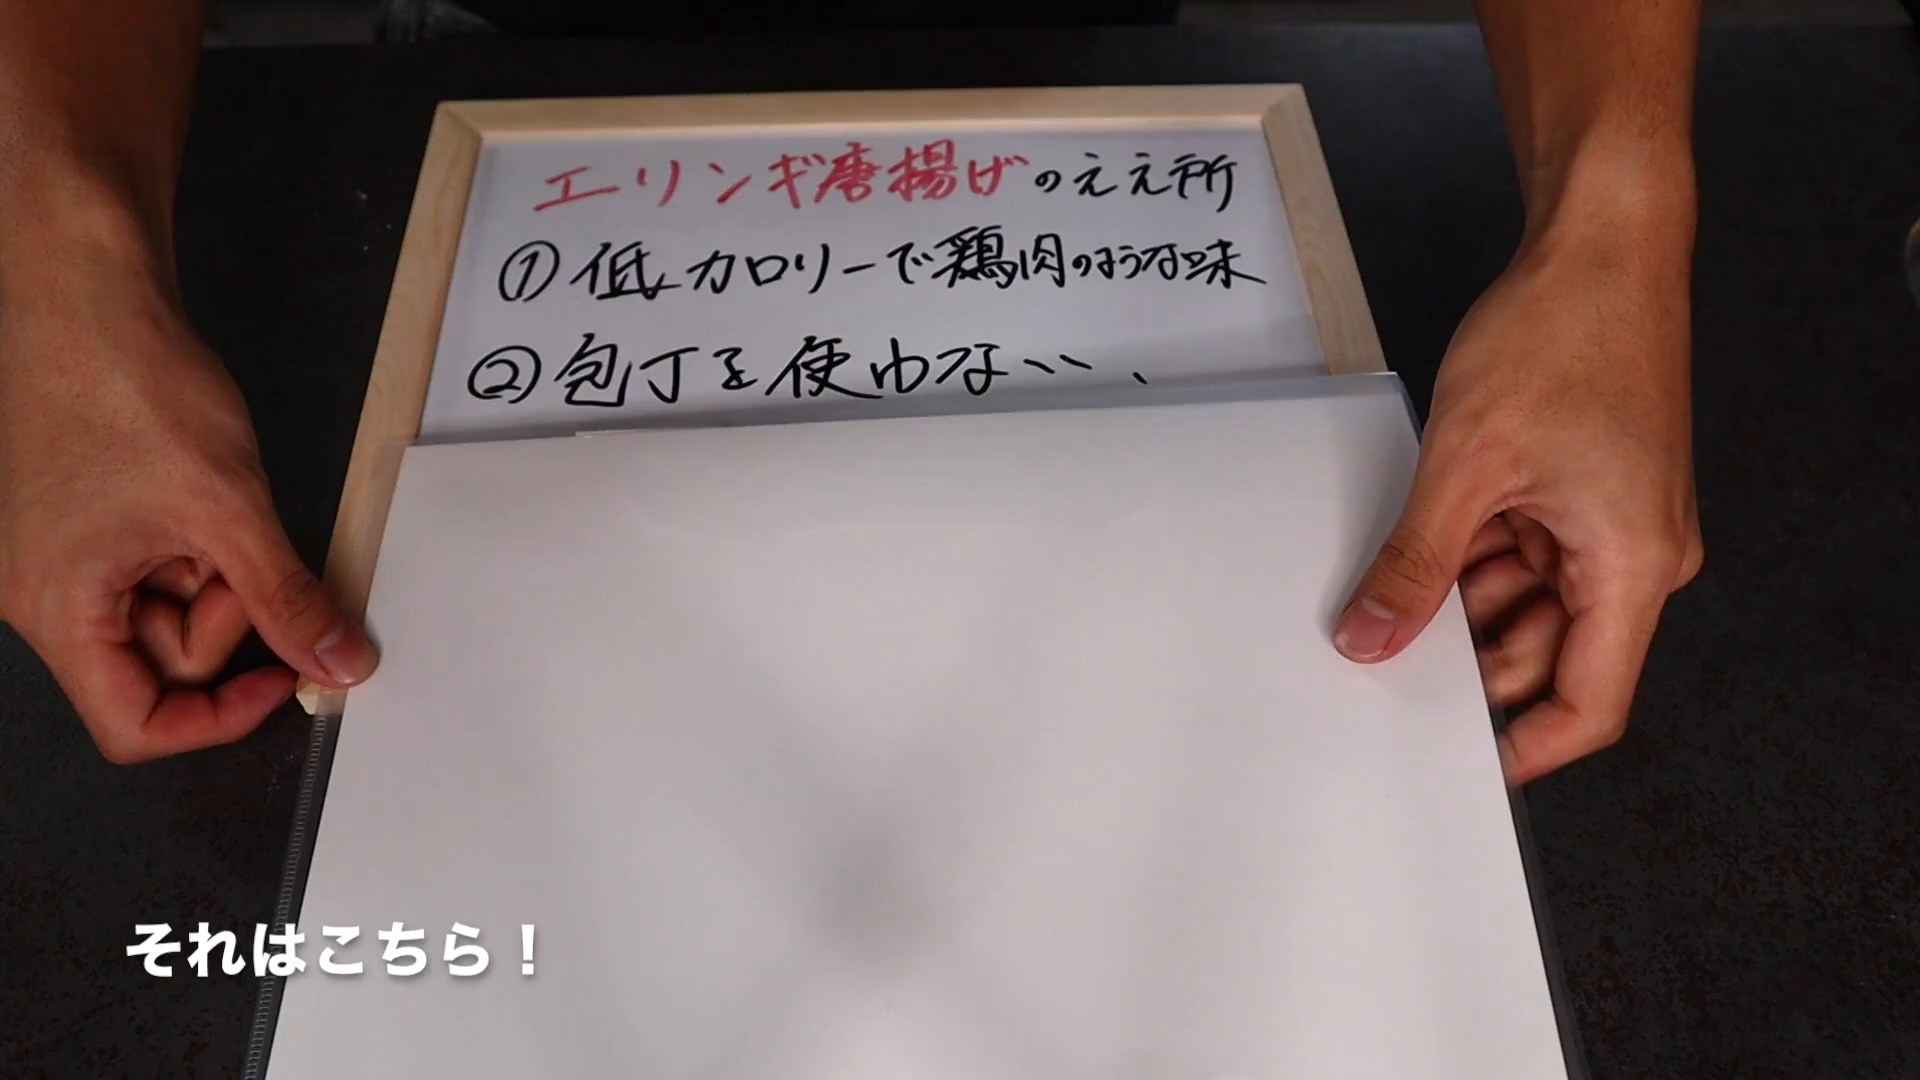 エリンギ唐揚げのええ所
①低カロリーで鶏肉のような味
②包丁を使わない、
それはこちら!